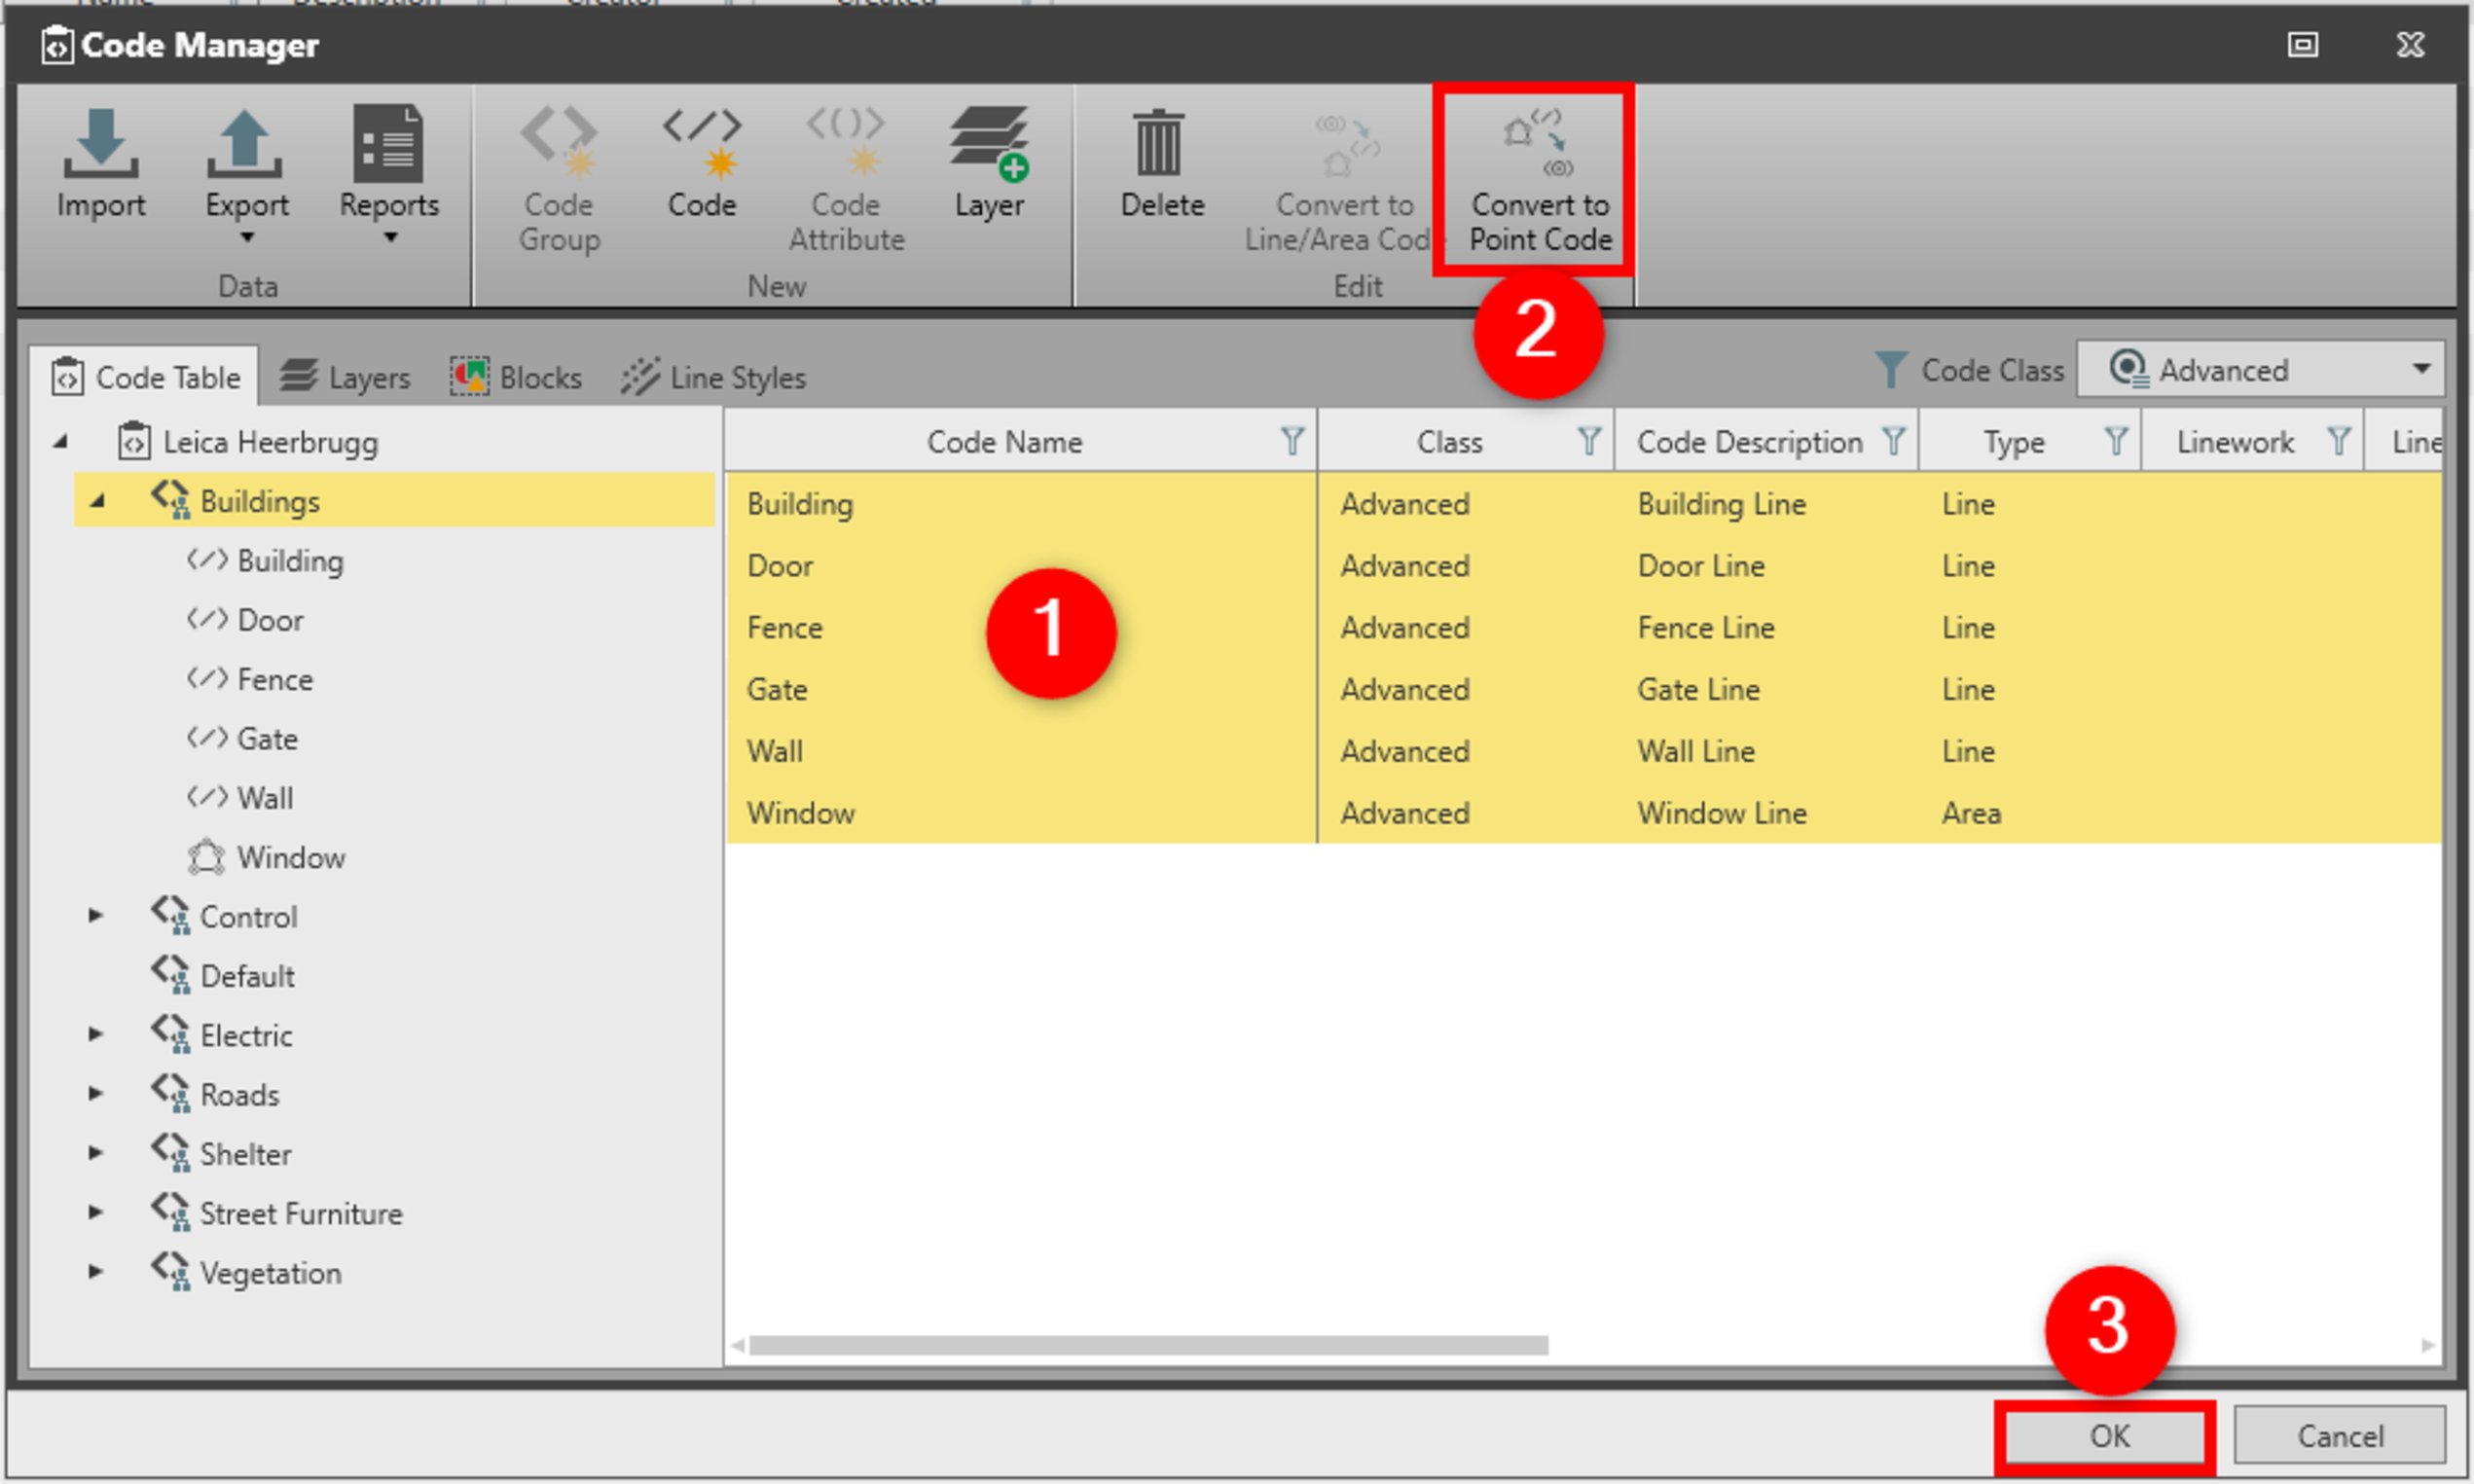 Name Description Creator Created
Code Manager
Import
Export
Reports
Code
Group
Code
Code
Attribute
Layer
Delete
Convert to
Line/Area Cod
Convert to
Point Code
Data
New
Edit
2
Code Table
Layers
Blocks
Line Styles
Code Class
Advanced
Leica Heerbrugg
Buildings
Building
Door
Fence
Gate
Wall
Window
Control
Default
Electric
Roads
Shelter
Street Furniture
Vegetation
Code Name Class Code Description Type Linework Line
Building Advanced Building Line Line
Door Advanced Door Line Line
Fence Advanced Fence Line Line
Gate Advanced Gate Line Line
Wall Advanced Wall Line Line
Window Advanced Window Line Area
1
3
OK
Cancel